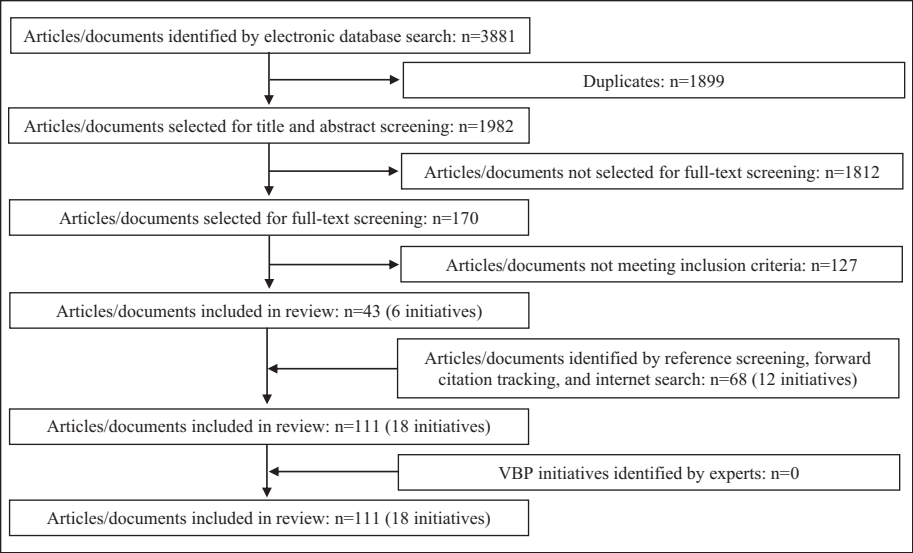 Articles/documents identified by electronic database search: n=3881
Duplicates: n=1899
Articles/documents selected for title and abstract screening: n=1982
Articles/documents not selected for full-text screening: n=1812
Articles/documents selected for full-text screening: n=170
Articles/documents not meeting inclusion criteria: n=127
Articles/documents included in review: n=43 (6 initiatives)
Articles/documents identified by reference screening, forward
citation tracking, and internet search: n=68 (12 initiatives)
Articles/documents included in review: n=111 (18 initiatives)
VBP initiatives identified by experts: n=0
Articles/documents included in review: n=111 (18 initiatives)